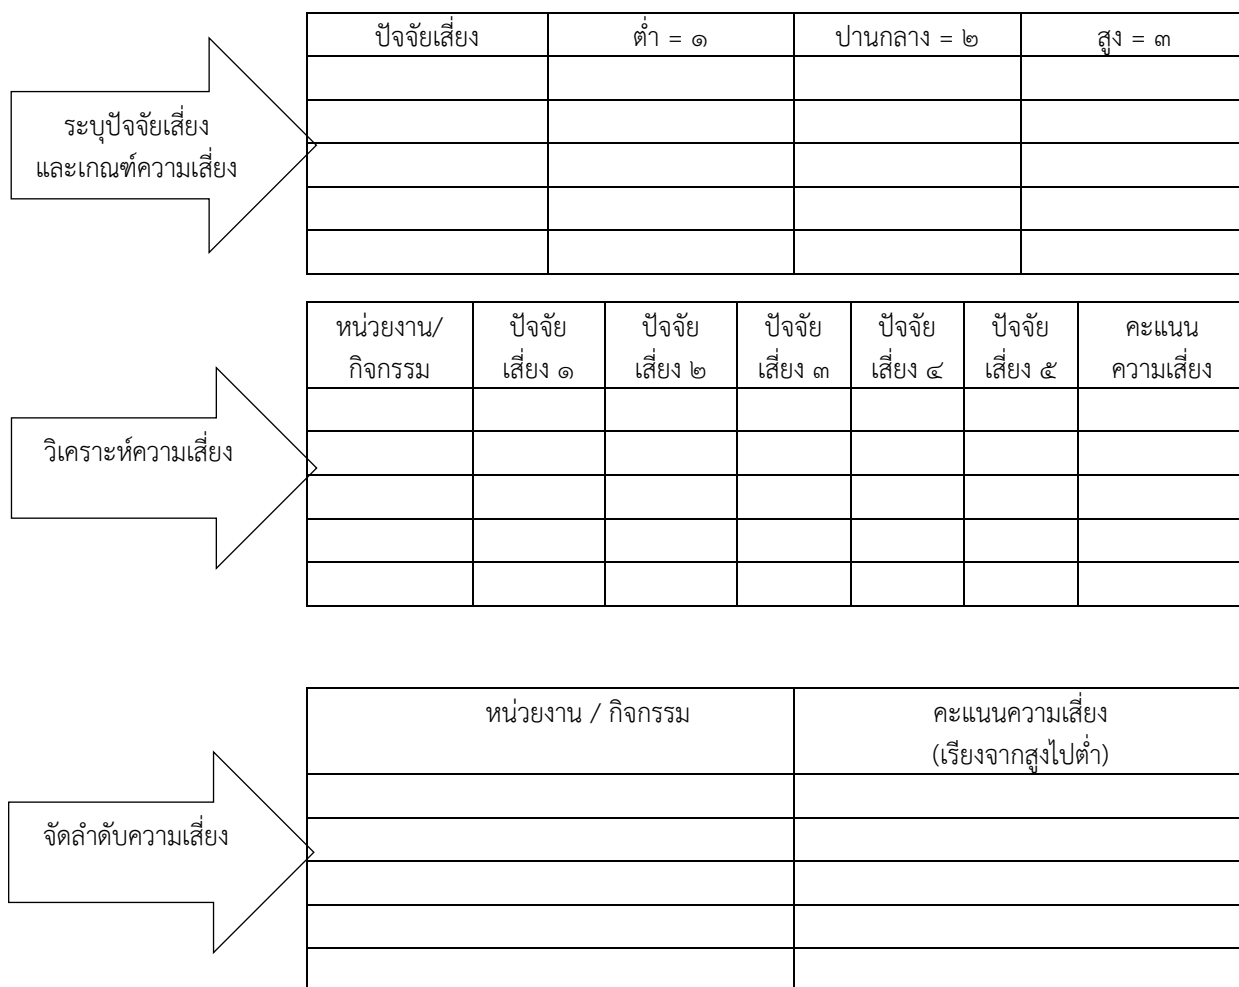 ปัจจัยเสี่ยง ต่ำ = ๑ ปานกลาง = ๒ สูง = ๓
ระบุปัจจัยเสี่ยง
และเกณฑ์ความเสี่ยง
หน่วยงาน/ ปัจจัย ปัจจัย ปัจจัย ปัจจัย ปัจจัย คะแนน
กิจกรรม เสี่ยง ๑ เสี่ยง ๒ เสี่ยง ๓ เสี่ยง ๔ เสี่ยง ๕ ความเสี่ยง
วิเคราะห์ความเสี่ยง
หน่วยงาน / กิจกรรม คะแนนความเสี่ยง
(เรียงจากสูงไปต่ำ)
จัดลำดับความเสี่ยง